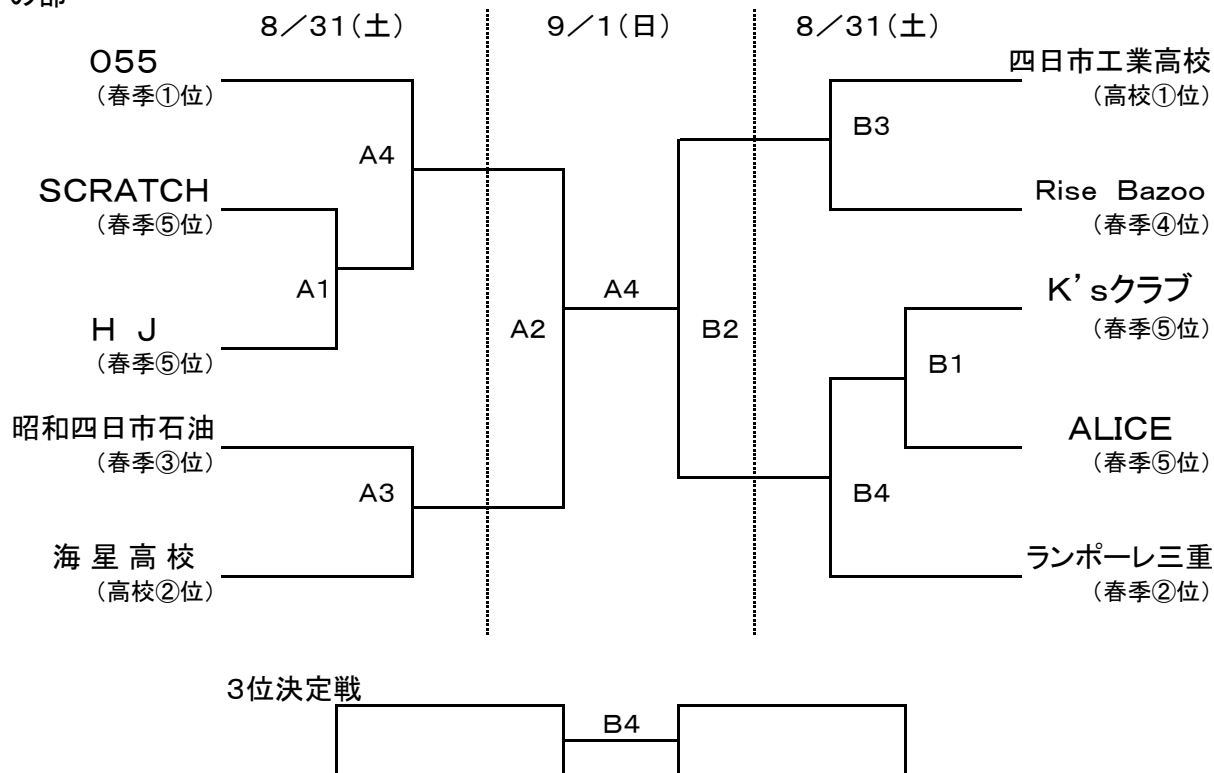 の部
8/31(土)
9/1(日)
8/31(土)
O55
(春季①位)
A4
SCRATCH
(春季⑤位)
A1
H J
(春季⑤位)
昭和四日市石油
(春季③位)
A3
海 星 高 校
(高校②位)
A2
A4
B2
四日市工業高校
(高校①位)
B3
Rise Bazoo
(春季④位)
K'sクラブ
(春季⑤位)
B1
ALICE
(春季⑤位)
B4
ランポーレ三重
(春季②位)
3位決定戦
B4